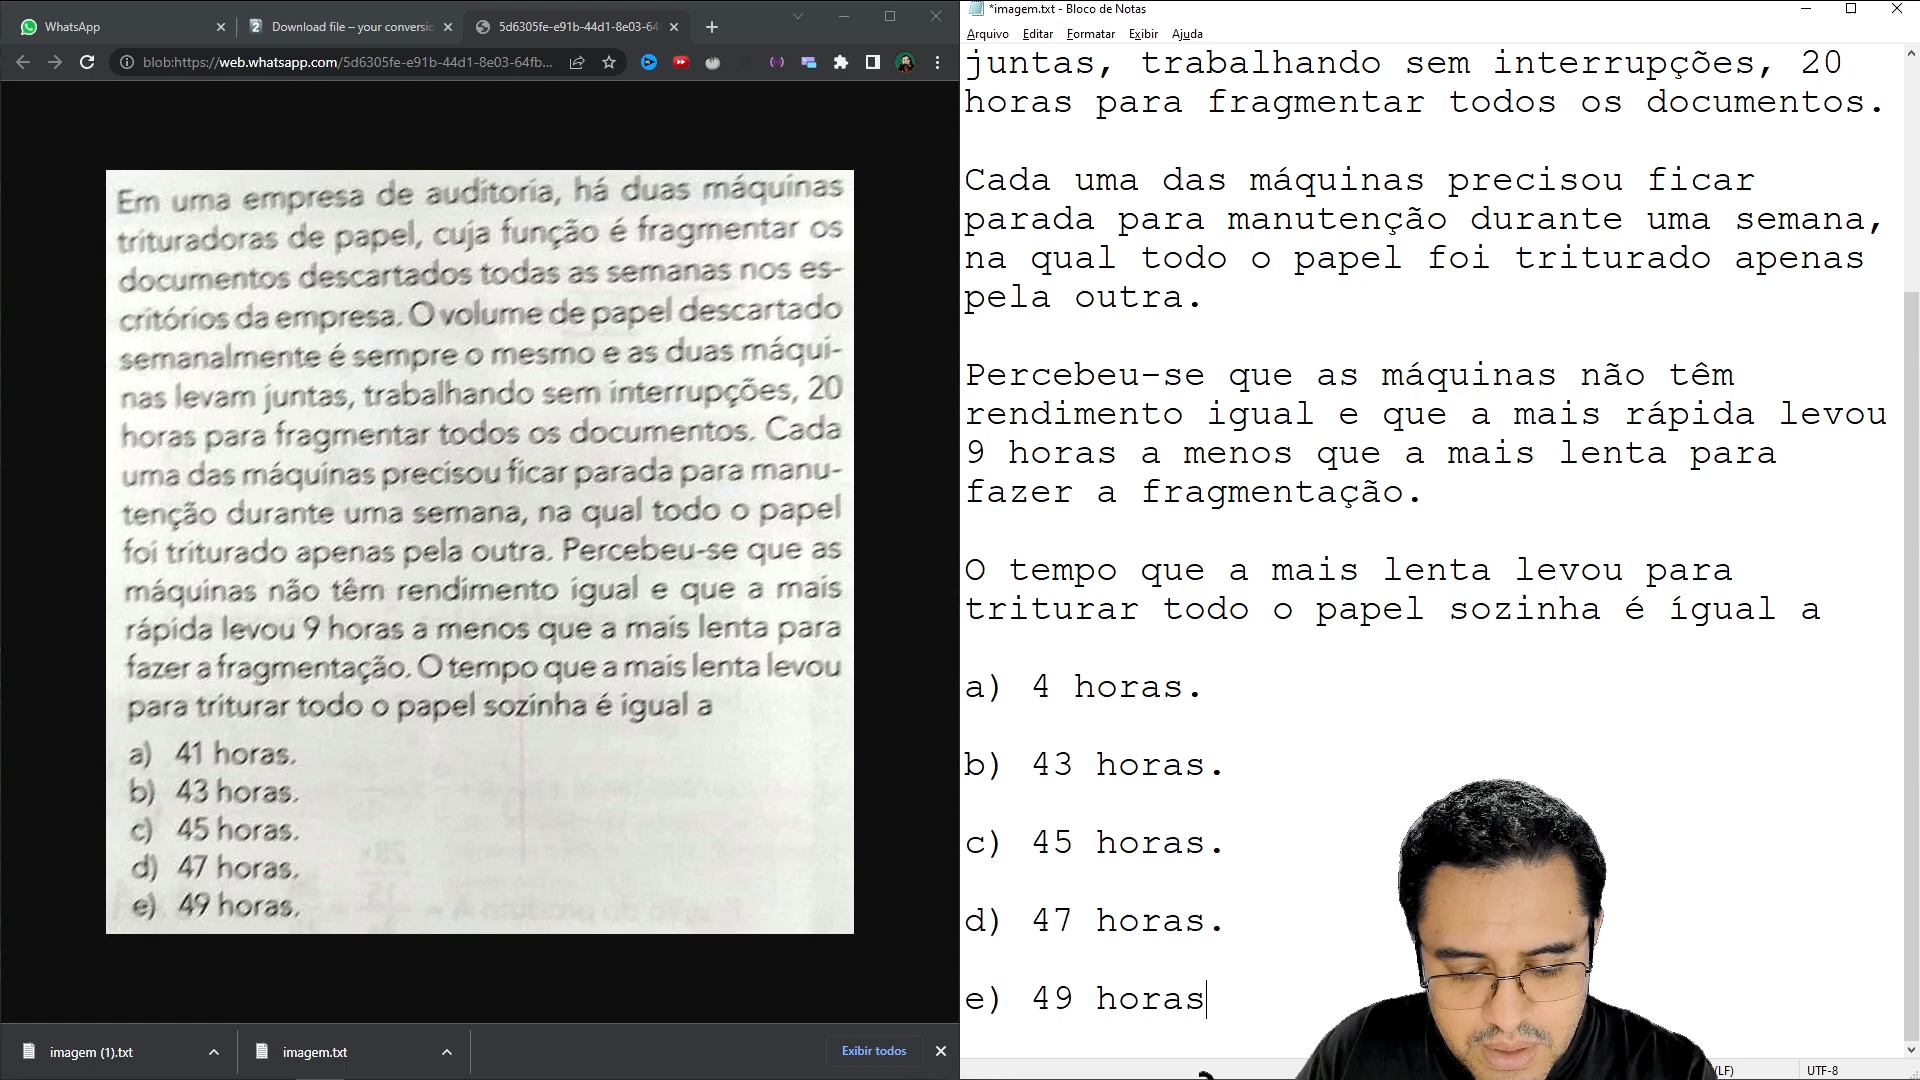 WhatsApp
Download file – your conversio
5d6305fe-e91b-44d1-8e03-64
blob:https://web.whatsapp.com/5d6305fe-e91b-44d1-8e03-64fb...
Em uma empresa de auditoria, há duas máquinas
trituradoras de papel, cuja função é fragmentar os
documentos descartados todas as semanas nos es-
critórios da empresa. O volume de papel descartado
semanalmente é sempre o mesmo e as duas máqui-
nas levam juntas, trabalhando sem interrupções, 20
horas para fragmentar todos os documentos. Cada
uma das máquinas precisou ficar parada para manu-
tenção durante uma semana, na qual todo o papel
foi triturado apenas pela outra. Percebeu-se que as
máquinas não têm rendimento igual e que a mais
rápida levou 9 horas a menos que a mais lenta para
fazer a fragmentação. O tempo que a mais lenta levou
para triturar todo o papel sozinha é igual a
a) 41 horas.
b) 43 horas.
c) 45 horas.
d) 47 horas.
e) 49 horas.
imagem (1).txt
imagem.txt
Exibir todos
*imagem.txt - Bloco de Notas
Arquivo Editar Formatar Exibir Ajuda
juntas, trabalhando sem interrupções, 20
horas para fragmentar todos os documentos.
Cada uma das máquinas precisou ficar
parada para manutenção durante uma semana,
na qual todo o papel foi triturado apenas
pela outra.
Percebeu-se que as máquinas não têm
rendimento igual e que a mais rápida levou
9 horas a menos que a mais lenta para
fazer a fragmentação.
O tempo que a mais lenta levou para
triturar todo o papel sozinha é ígual a
a) 4 horas.
b) 43 horas.
c) 45 horas.
d) 47 horas.
e) 49 horas
(LF)
UTF-8